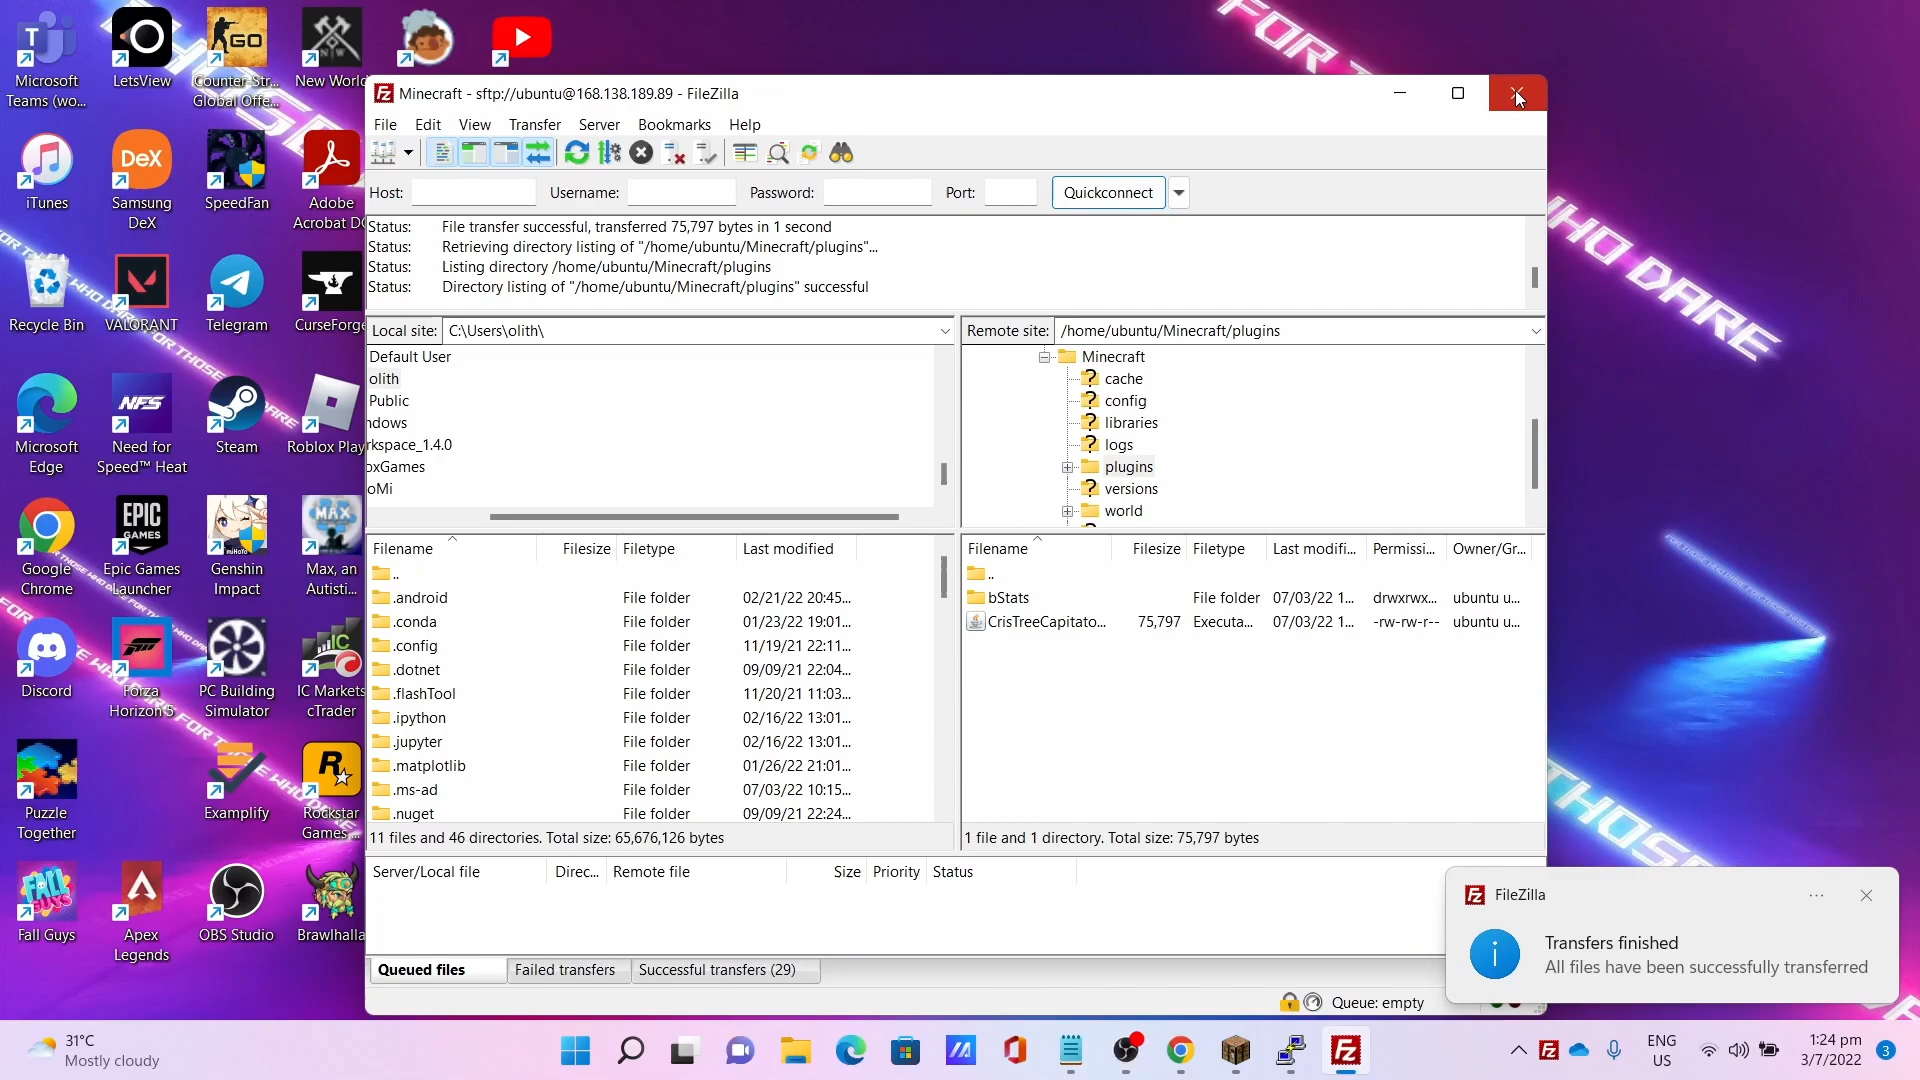 Microsoft
Teams (wo...
LetsView
Counter-Str...
Global Offe...
New World
iTunes
DeX
Samsung
DeX
SpeedFan
Adobe
Acrobat DC
Recycle Bin
VALORANT
Telegram
CurseForge
Microsoft
Edge
NFS
Need for
Speed™ Heat
Steam
Roblox Play
Google
Chrome
EPIC
GAMES
Epic Games
Launcher
Genshin
Impact
MAX
Max, an
Autisti...
Discord
Forza
Horizon 5
PC Building
Simulator
IC
IC Markets
cTrader
Puzzle
Together
Examplify
Rockstar
Games ...
FALL
GUYS
Fall Guys
Apex
Legends
OBS Studio
Brawlhalla
FOR THOSE
WHO DARE
Minecraft - sftp://ubuntu@168.138.189.89 - FileZilla
File Edit View Transfer Server Bookmarks Help
Host: Username: Password: Port: Quickconnect
Status: File transfer successful, transferred 75,797 bytes in 1 second
Status: Retrieving directory listing of "/home/ubuntu/Minecraft/plugins"...
Status: Listing directory /home/ubuntu/Minecraft/plugins
Status: Directory listing of "/home/ubuntu/Minecraft/plugins" successful
Local site: C:\Users\olith\
Default User
olith
Public
ndows
rkspace_1.4.0
oxGames
oMi
Remote site: /home/ubuntu/Minecraft/plugins
Minecraft
cache
config
libraries
logs
plugins
versions
world
Filename Filesize Filetype Last modified
..
.android File folder 02/21/22 20:45...
.conda File folder 01/23/22 19:01...
.config File folder 11/19/21 22:11...
.dotnet File folder 09/09/21 22:04...
.flashTool File folder 11/20/21 11:03...
.ipython File folder 02/16/22 13:01...
.jupyter File folder 02/16/22 13:01...
.matplotlib File folder 01/26/22 21:01...
.ms-ad File folder 07/03/22 10:15...
.nuget File folder 09/09/21 22:24...
11 files and 46 directories. Total size: 65,676,126 bytes
Filename Filesize Filetype Last modifi... Permissi... Owner/Gr...
..
bStats File folder 07/03/22 1... drwxrwx... ubuntu u...
CrisTreeCapitato... 75,797 Executa... 07/03/22 1... -rw-rw-r-- ubuntu u...
1 file and 1 directory. Total size: 75,797 bytes
Server/Local file Direc... Remote file Size Priority Status
Queued files Failed transfers Successful transfers (29)
Queue: empty
FileZilla
Transfers finished
All files have been successfully transferred
31°C
Mostly cloudy
ENG
US
1:24 pm
3/7/2022
3